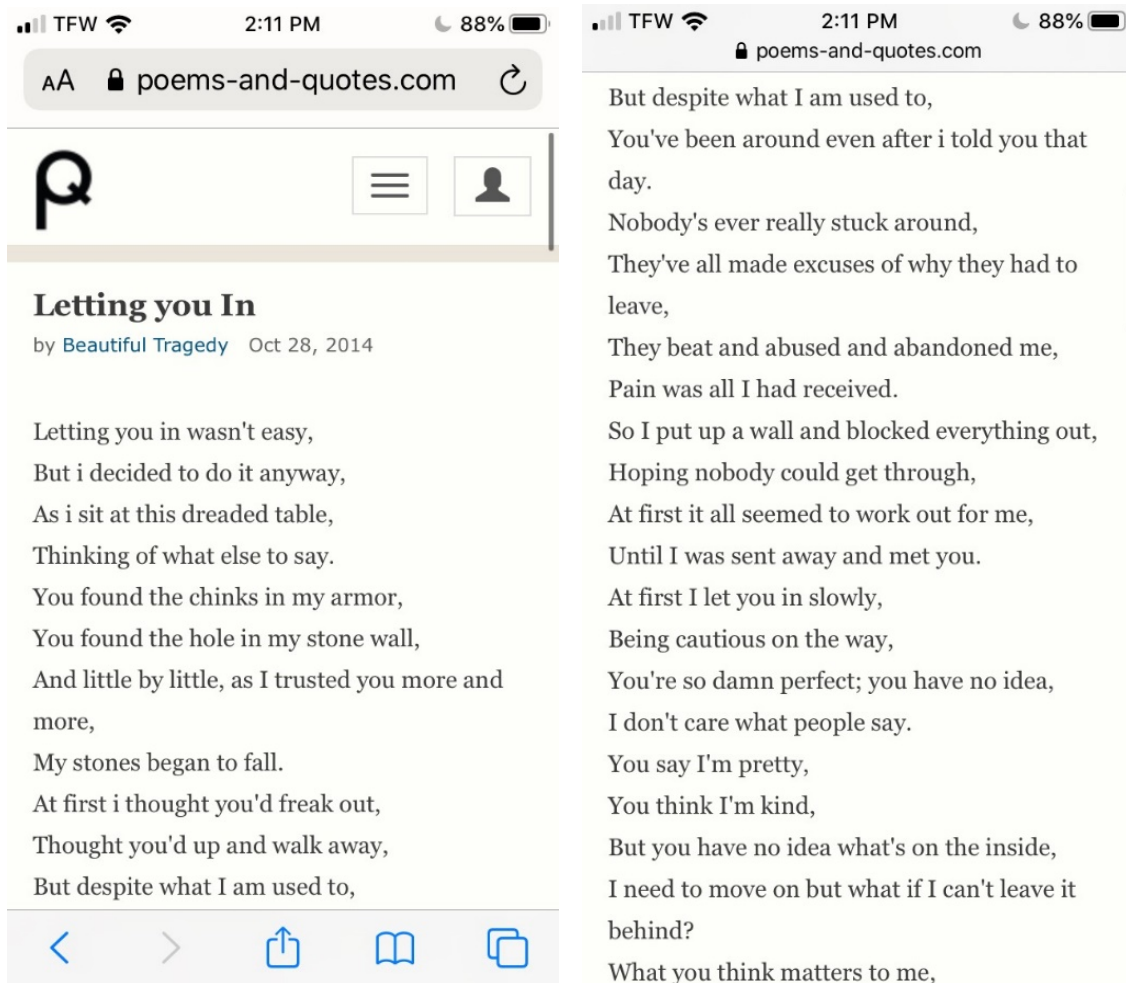 TFW 2:11 PM 88%
AA poems-and-quotes.com
PQ
Letting you In
by Beautiful Tragedy Oct 28, 2014
Letting you in wasn't easy,
But i decided to do it anyway,
As i sit at this dreaded table,
Thinking of what else to say.
You found the chinks in my armor,
You found the hole in my stone wall,
And little by little, as I trusted you more and
more,
My stones began to fall.
At first i thought you'd freak out,
Thought you'd up and walk away,
But despite what I am used to,
TFW 2:11 PM 88%
poems-and-quotes.com
But despite what I am used to,
You've been around even after i told you that
day.
Nobody's ever really stuck around,
They've all made excuses of why they had to
leave,
They beat and abused and abandoned me,
Pain was all I had received.
So I put up a wall and blocked everything out,
Hoping nobody could get through,
At first it all seemed to work out for me,
Until I was sent away and met you.
At first I let you in slowly,
Being cautious on the way,
You're so damn perfect; you have no idea,
I don't care what people say.
You say I'm pretty,
You think I'm kind,
But you have no idea what's on the inside,
I need to move on but what if I can't leave it
behind?
What you think matters to me,